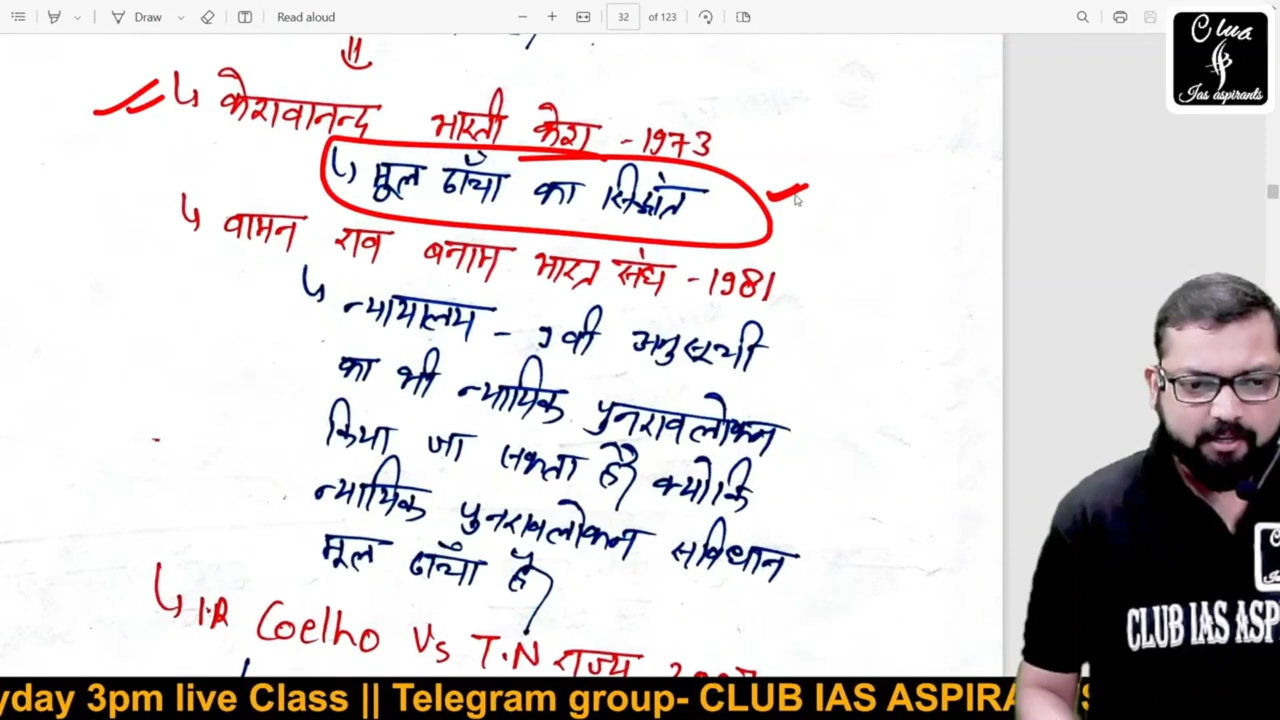 Draw
Read aloud
32
of 123
Club
Ias aspirants
↳ केशवानन्द भारती केश - 1973
↳ मूल ढाँचा का सिद्धांत
↳ वामन राव बनाम भारत संघ - 1981
↳ न्यायालय - 9वी अनुसूची
का भी न्यायिक पुनरावलोकन
किया जा सकता है। क्योंकि
न्यायिक पुनरावलोकन सविधान
मूल ढाँचा है।
↳ I.R Coelho Vs T.N राज्य
CLUB IAS ASP
yday 3pm live Class || Telegram group- CLUB IAS ASPIRA